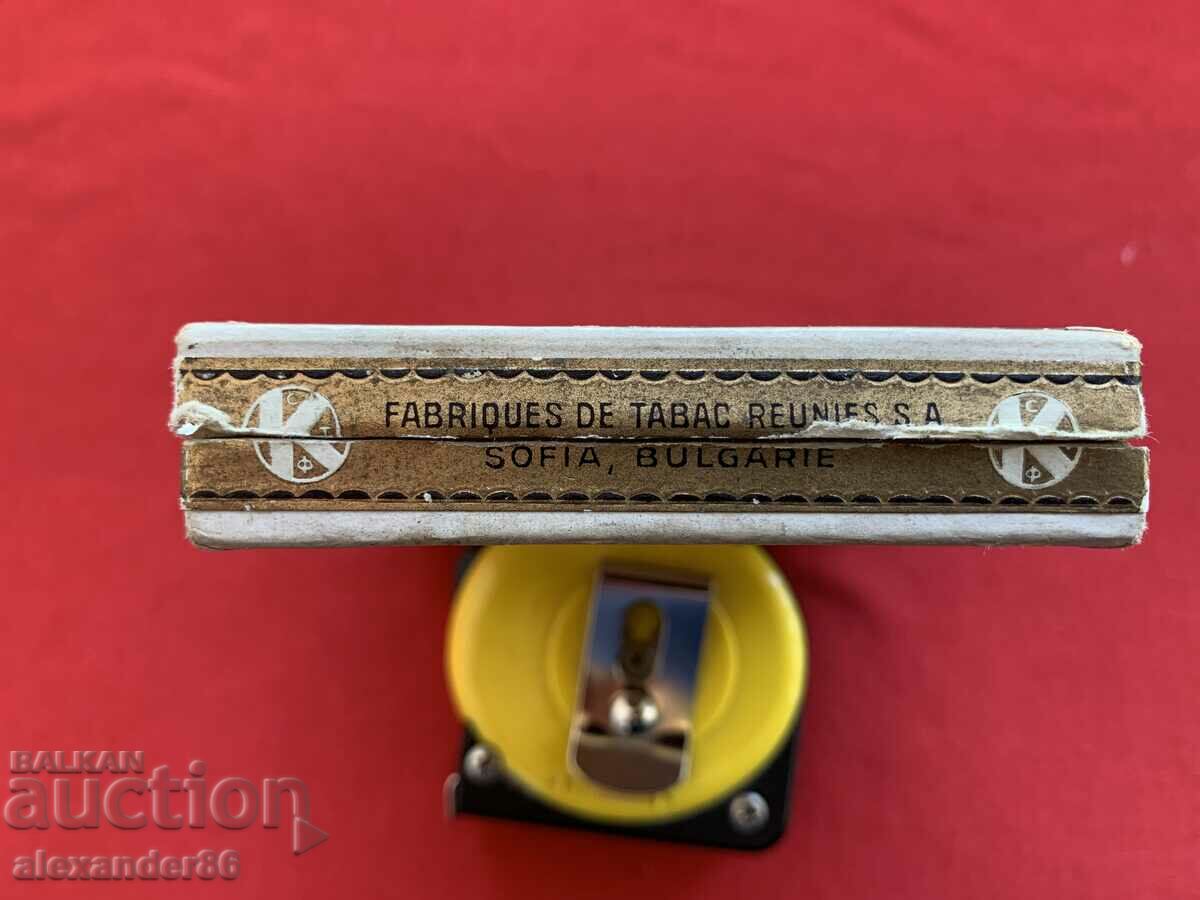 FABRIQUES DE TABAC REUNIES S.A
SOFIA, BULGARIE
С К Т Ф
С К Ф
BALKAN
auction
alexander86